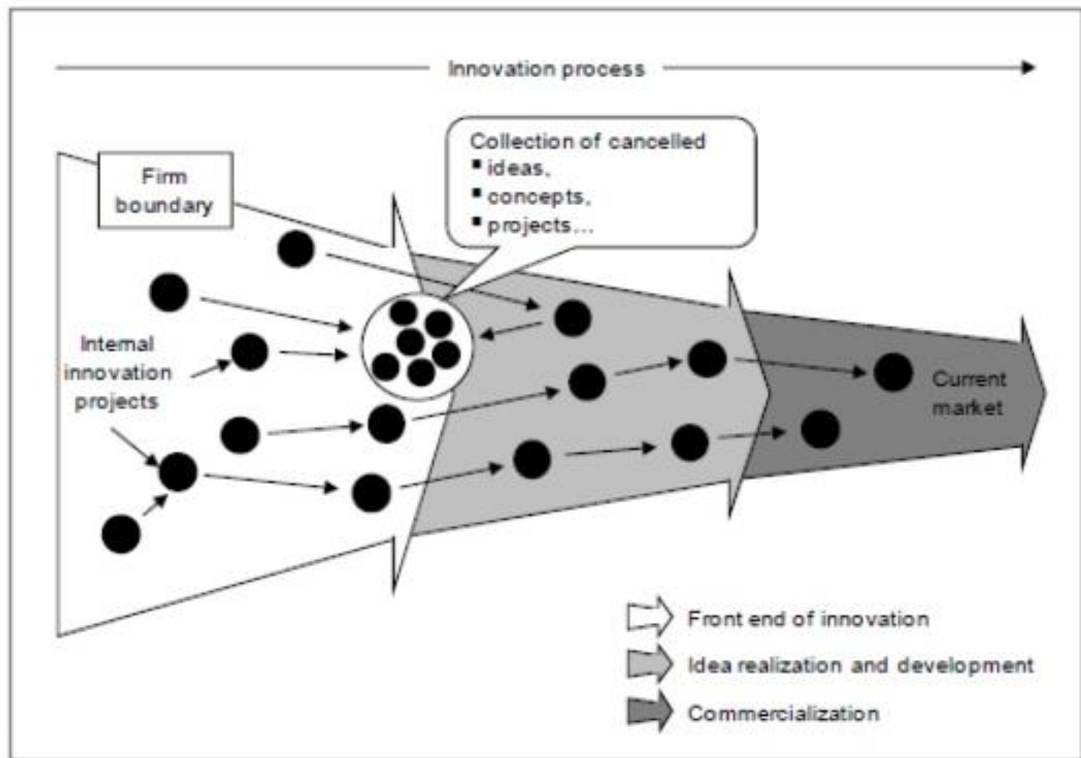 Innovation process
Collection of cancelled
▪ ideas,
▪ concepts,
▪ projects...
Firm
boundary
Internal
innovation
projects
Current
market
Front end of innovation
Idea realization and development
Commercialization